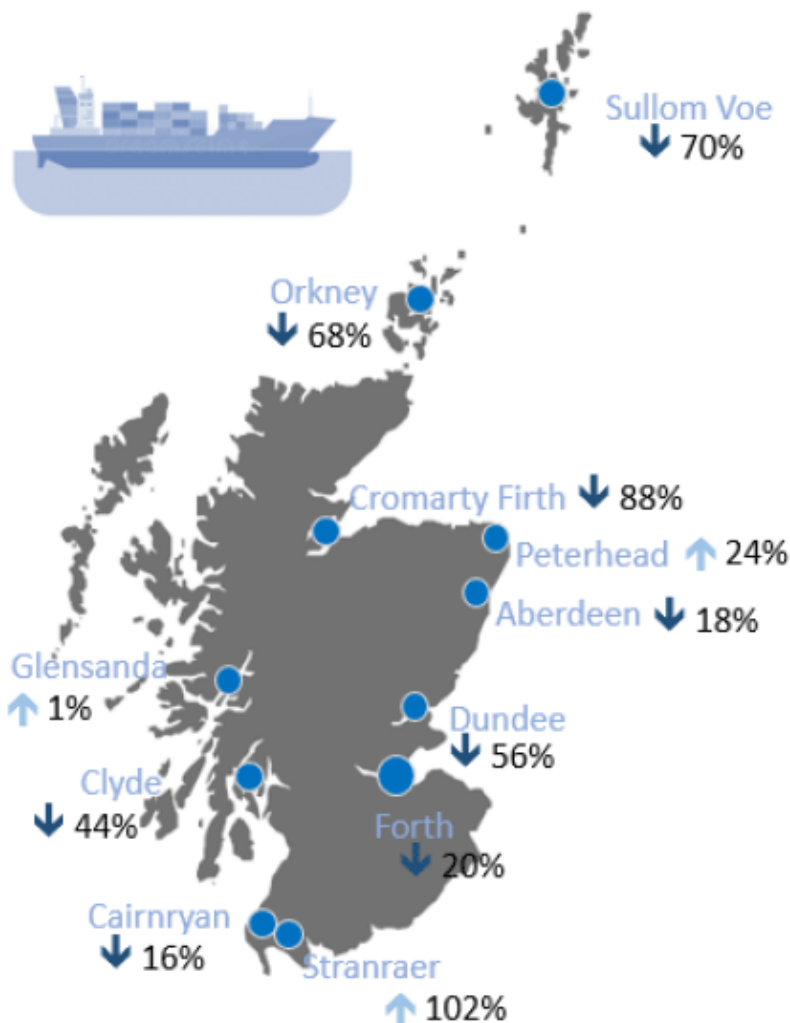 Sullom Voe
70%
Orkney
68%
Cromarty Firth 88%
Peterhead 24%
Aberdeen 18%
Glensanda
1%
Dundee
56%
Clyde
44%
Forth
20%
Cairnryan
16%
Stranraer
102%